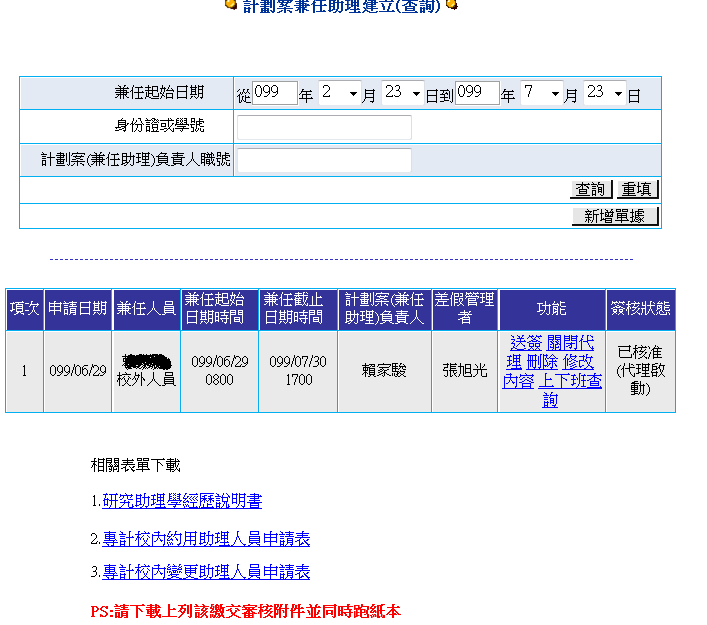 計劃案兼任助理建立(查詢)
兼任起始日期 從 099 年 2 月 23 日到 099 年 7 月 23 日
身份證或學號
計劃案(兼任助理)負責人職號
查詢 重填
新增單據
項次 申請日期 兼任人員 兼任起始 兼任截止 計劃案(兼任 差假管理 功能 簽核狀態
日期時間 日期時間 助理)負責人 者
1 099/06/29 校外人員 099/06/29 099/07/30 賴家駿 張旭光 送簽 關閉代 已核准
0800 1700 理 刪除 修改 (代理啟
內容 上下班查 動)
詢
相關表單下載
1.研究助理學經歷說明書
2.專計校內約用助理人員申請表
3.專計校內變更助理人員申請表
PS:請下載上列該繳交審核附件並同時跑紙本